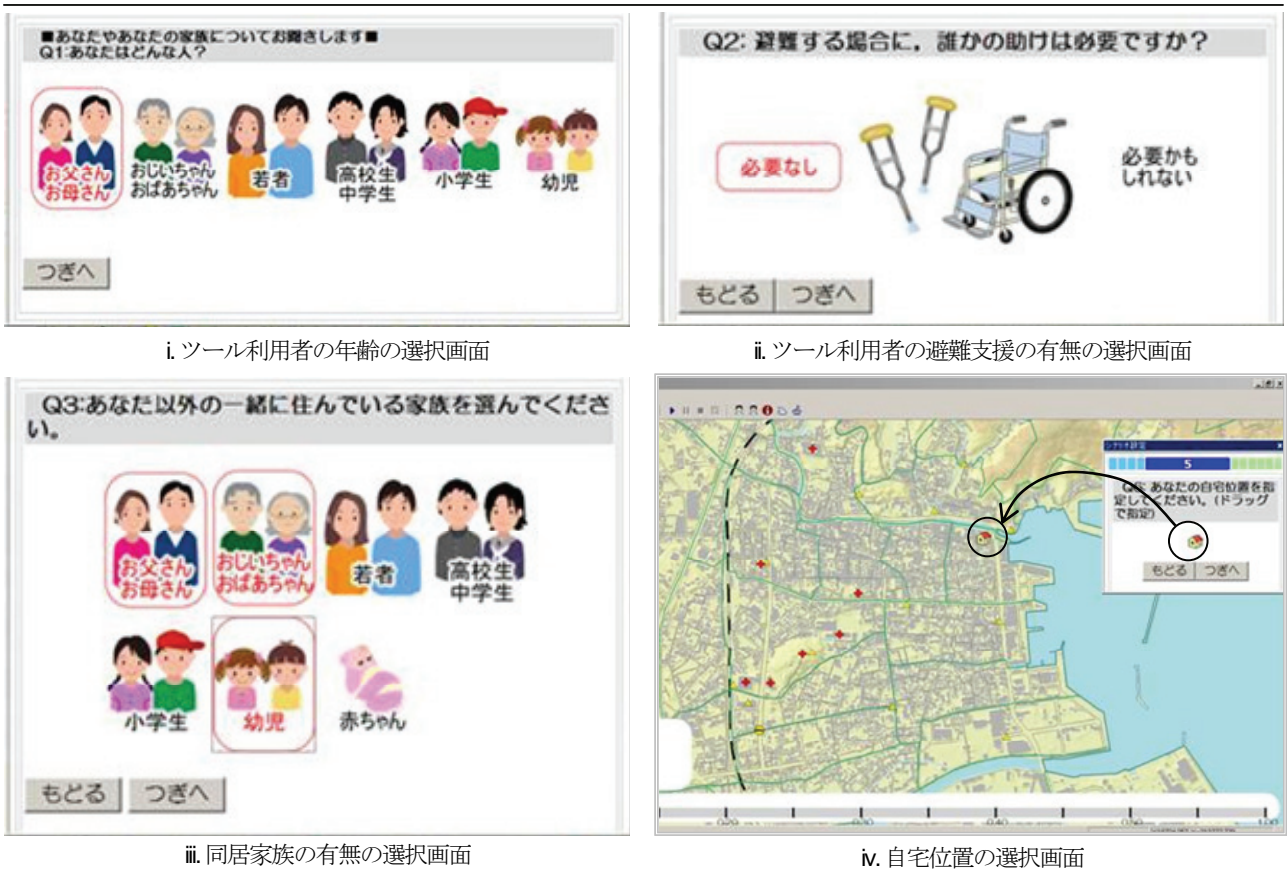 ■あなたやあなたの家族についてお聞きします■
Q1:あなたはどんな人？
お父さん
お母さん
おじいちゃん
おばあちゃん
若者
高校生
中学生
小学生
幼児
つぎへ
i. ツール利用者の年齢の選択画面
Q2: 避難する場合に，誰かの助けは必要ですか？
必要なし
必要かも
しれない
もどる
つぎへ
ii. ツール利用者の避難支援の有無の選択画面
Q3:あなた以外の一緒に住んでいる家族を選んでくださ
い。
お父さん
お母さん
おじいちゃん
おばあちゃん
若者
高校生
中学生
小学生
幼児
赤ちゃん
もどる
つぎへ
iii. 同居家族の有無の選択画面
シナリオ設定
5
あなたの自宅位置を指
定してください。(ドラッグ
で指定)
もどる
つぎへ
iv. 自宅位置の選択画面